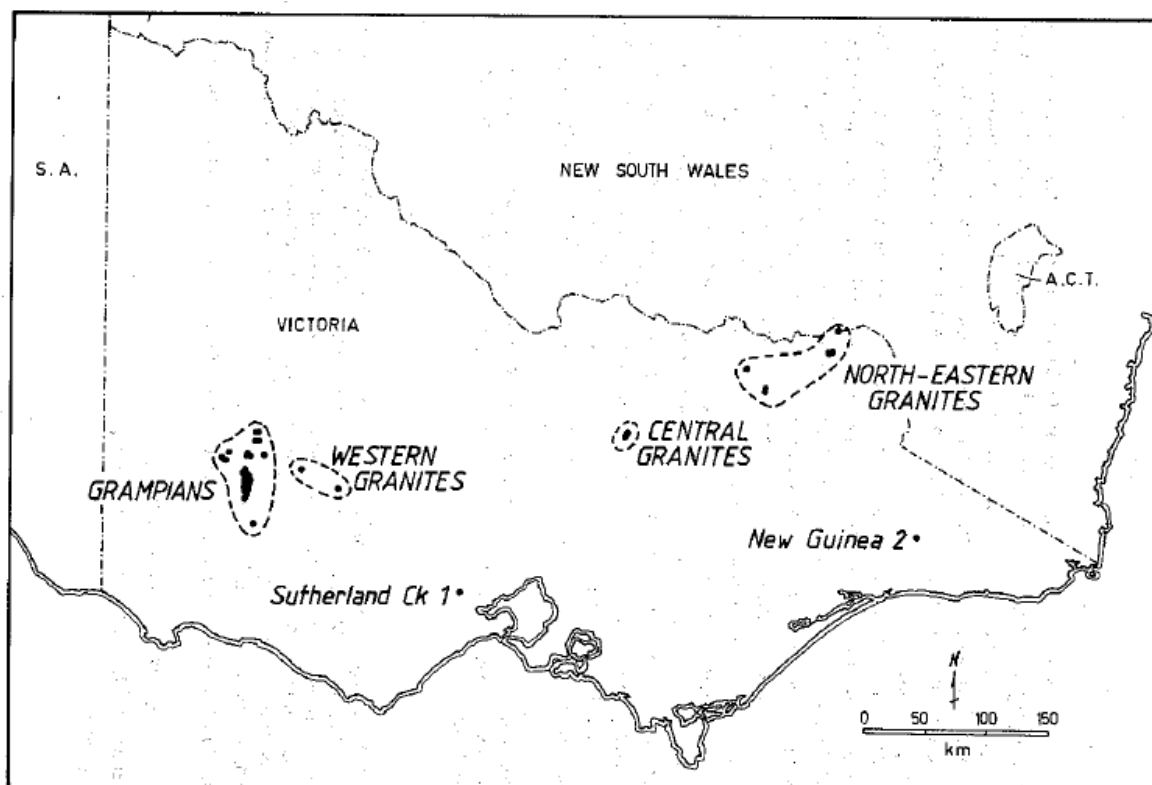 S.A.
NEW SOUTH WALES
A.C.T.
VICTORIA
NORTH-EASTERN
GRANITES
CENTRAL
GRANITES
WESTERN
GRANITES
GRAMPIANS
New Guinea 2
Sutherland Ck 1
N
0 50 100 150
km